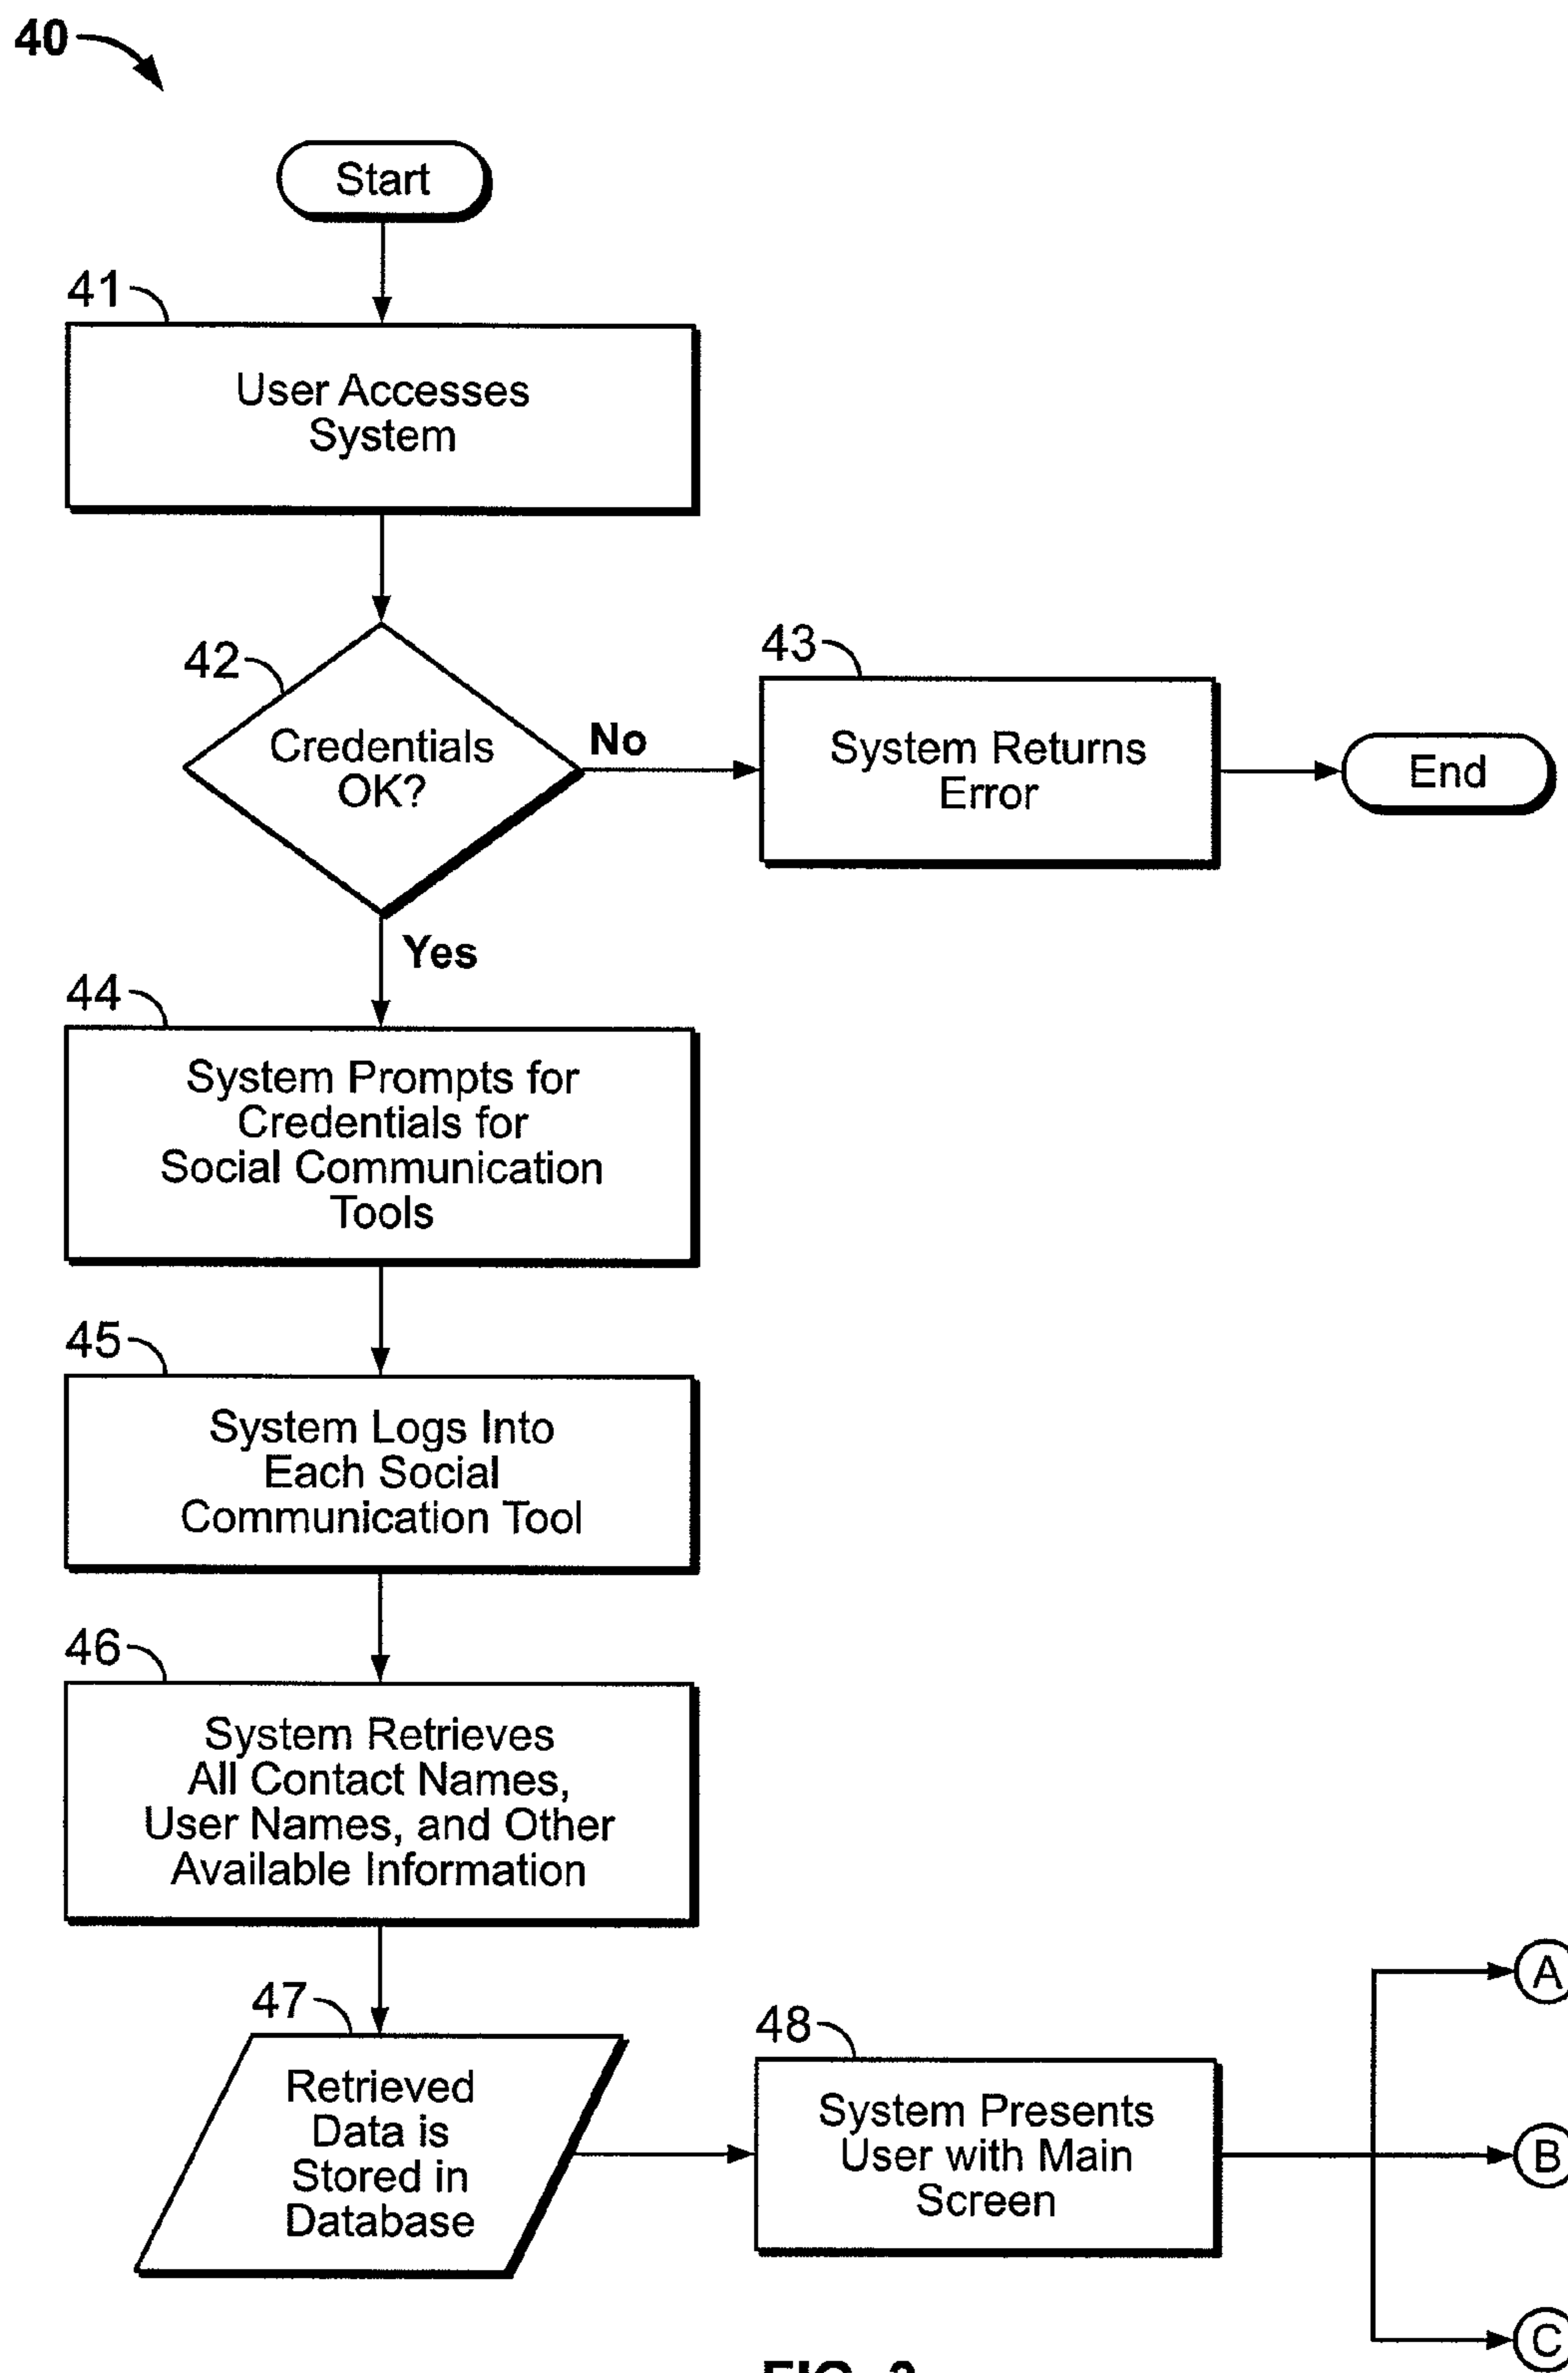 40
Start
41
User Accesses
System
42
Credentials
OK?
No
43
System Returns
Error
End
Yes
44
System Prompts for
Credentials for
Social Communication
Tools
45
System Logs Into
Each Social
Communication Tool
46
System Retrieves
All Contact Names,
User Names, and Other
Available Information
47
Retrieved
Data is
Stored in
Database
48
System Presents
User with Main
Screen
A
B
C
FIG.